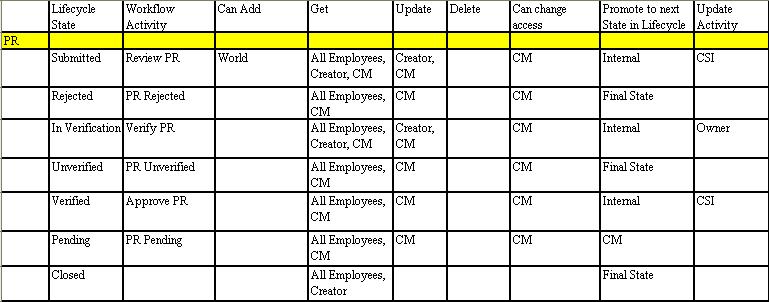 Lifecycle State Workflow Activity Can Add Get Update Delete Can change access Promote to next State in Lifecycle Update Activity
PR
Submitted Review PR World All Employees, Creator, CM Creator, CM CM Internal CSI
Rejected PR Rejected All Employees, CM CM CM Final State
In Verification Verify PR All Employees, Creator, CM Creator, CM CM Internal Owner
Unverified PR Unverified All Employees, CM CM CM Final State
Verified Approve PR All Employees, CM CM CM Internal CSI
Pending PR Pending All Employees, CM CM CM CM
Closed All Employees, Creator Final State